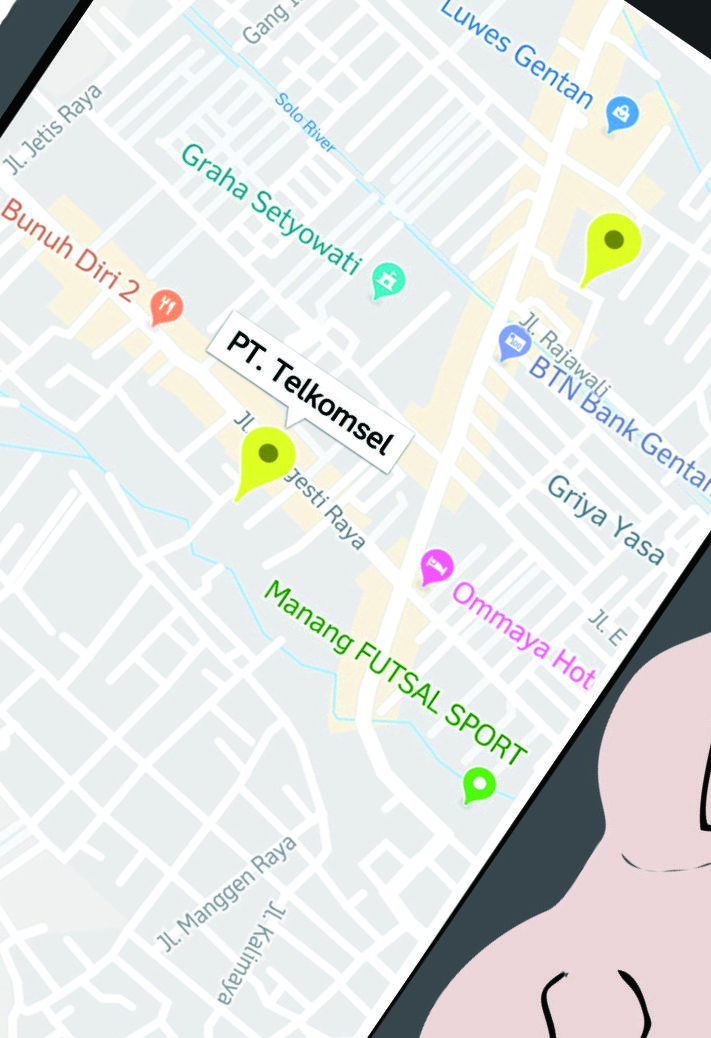 Luwes Gentan
Gang 1
Jl. Jetis Raya
Solo River
Graha Setyowati
Bunuh Diri 2
Jl. Rajawali
PT. Telkomsel
BTN Bank Gentan
Jl.
gesti Raya
Griya Yasa
Ommaya Hot
Jl. E
Manang FUTSAL SPORT
Jl. Manggen Raya
Jl. Kalimaya